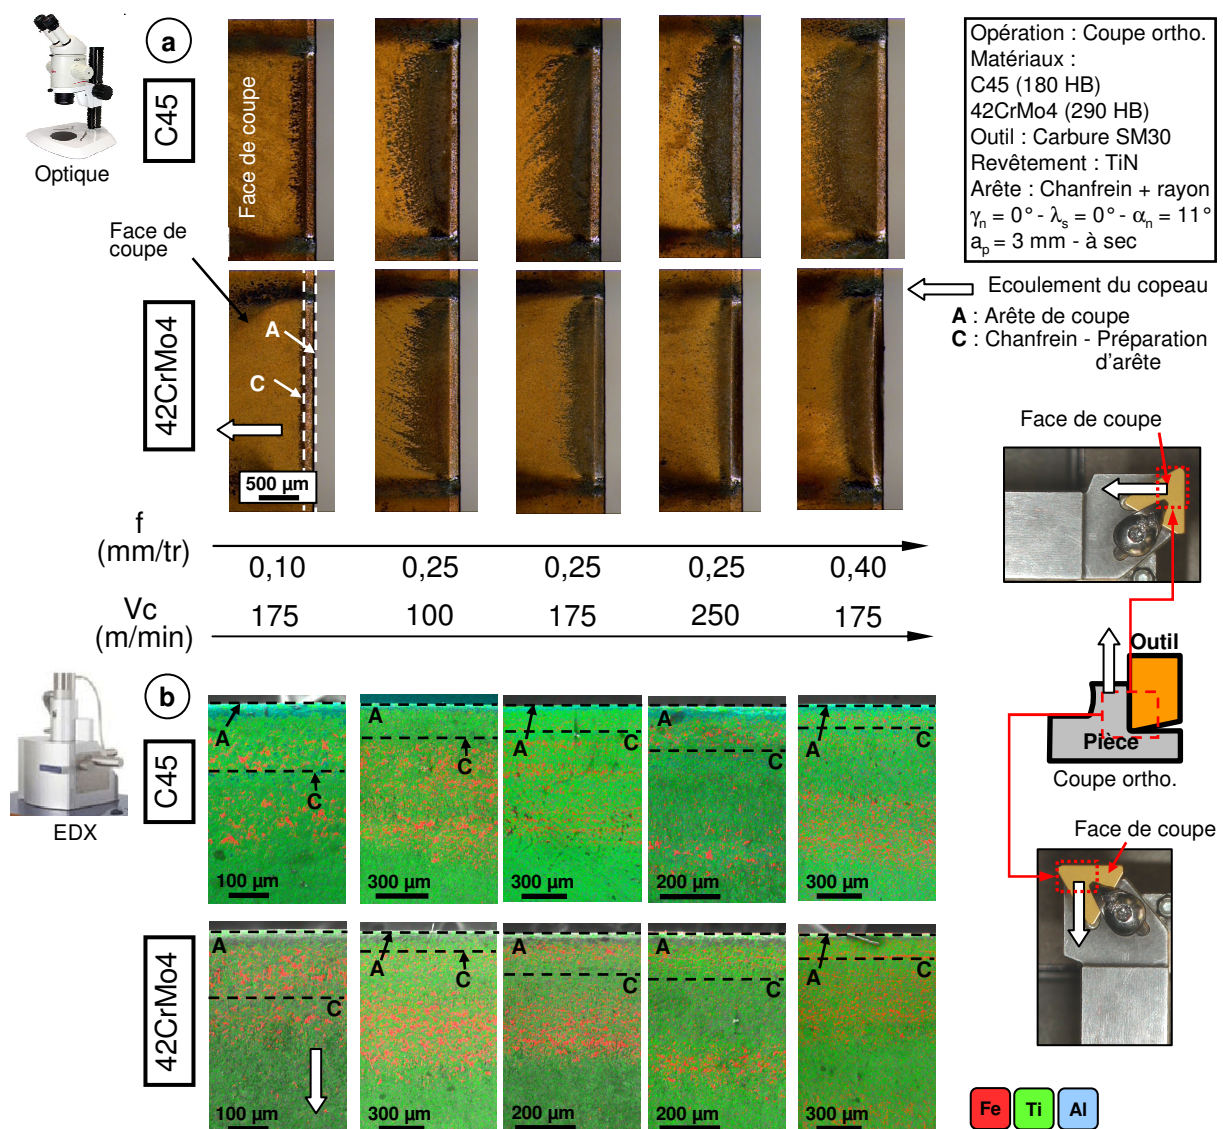 a
Optique
C45
Face de coupe
Opération : Coupe ortho.
Matériaux :
C45 (180 HB)
42CrMo4 (290 HB)
Outil : Carbure SM30
Revêtement : TiN
Arête : Chanfrein + rayon
γn = 0° - λs = 0° - αn = 11°
ap = 3 mm - à sec
Face de
coupe
42CrMo4
A
C
500 µm
Ecoulement du copeau
A : Arête de coupe
C : Chanfrein - Préparation
d'arête
f
(mm/tr)
0,10
0,25
0,25
0,25
0,40
Vc
(m/min)
175
100
175
250
175
Face de coupe
Outil
Pièce
Coupe ortho.
Face de coupe
b
EDX
C45
A
C
100 µm
A
C
300 µm
A
C
300 µm
A
C
200 µm
A
C
300 µm
42CrMo4
A
C
100 µm
A
C
300 µm
A
C
200 µm
A
C
200 µm
A
C
300 µm
Fe
Ti
Al